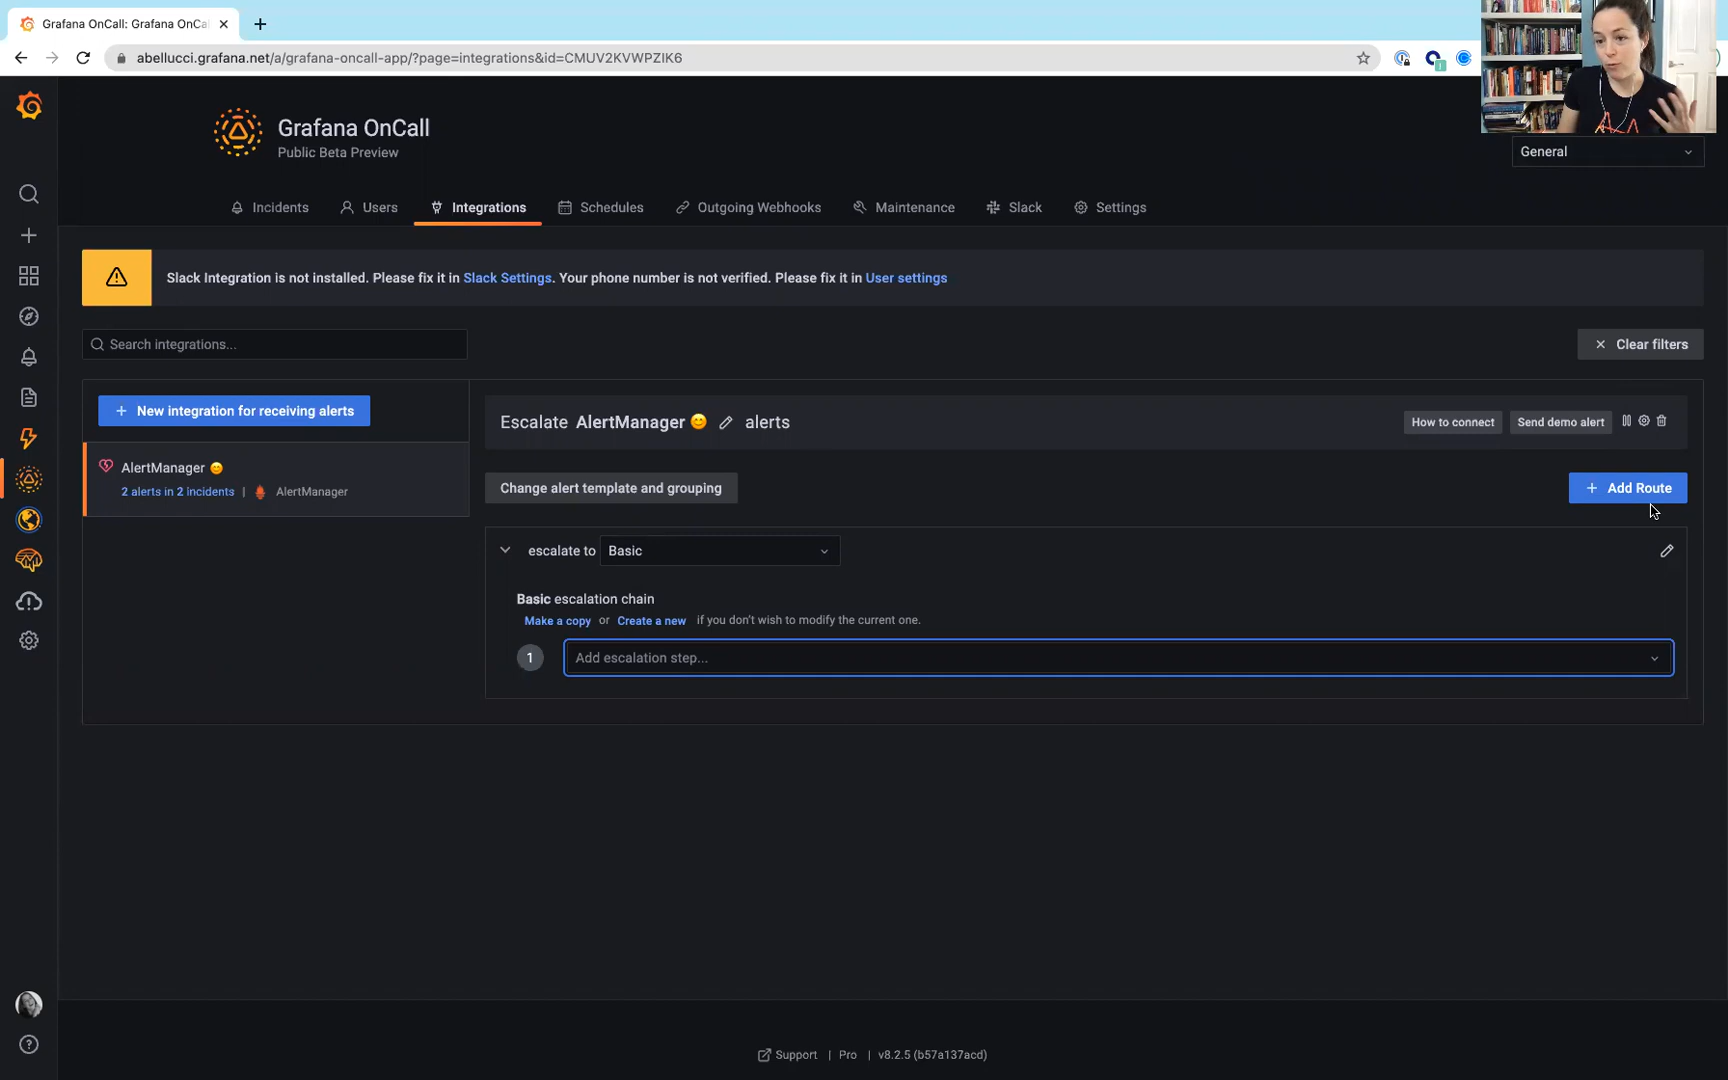 Grafana OnCall: Grafana OnCa
abellucci.grafana.net/a/grafana-oncall-app/?page=integrations&id=CMUV2KVWPZIK6
Grafana OnCall
Public Beta Preview
General
Incidents Users Integrations Schedules Outgoing Webhooks Maintenance Slack Settings
Slack Integration is not installed. Please fix it in Slack Settings. Your phone number is not verified. Please fix it in User settings
Search integrations...
Clear filters
+ New integration for receiving alerts
Escalate AlertManager 😊 alerts
How to connect
Send demo alert
AlertManager 😊
2 alerts in 2 incidents | AlertManager
Change alert template and grouping
+ Add Route
escalate to Basic
Basic escalation chain
Make a copy or Create a new if you don't wish to modify the current one.
1 Add escalation step...
Support | Pro | v8.2.5 (b57a137acd)